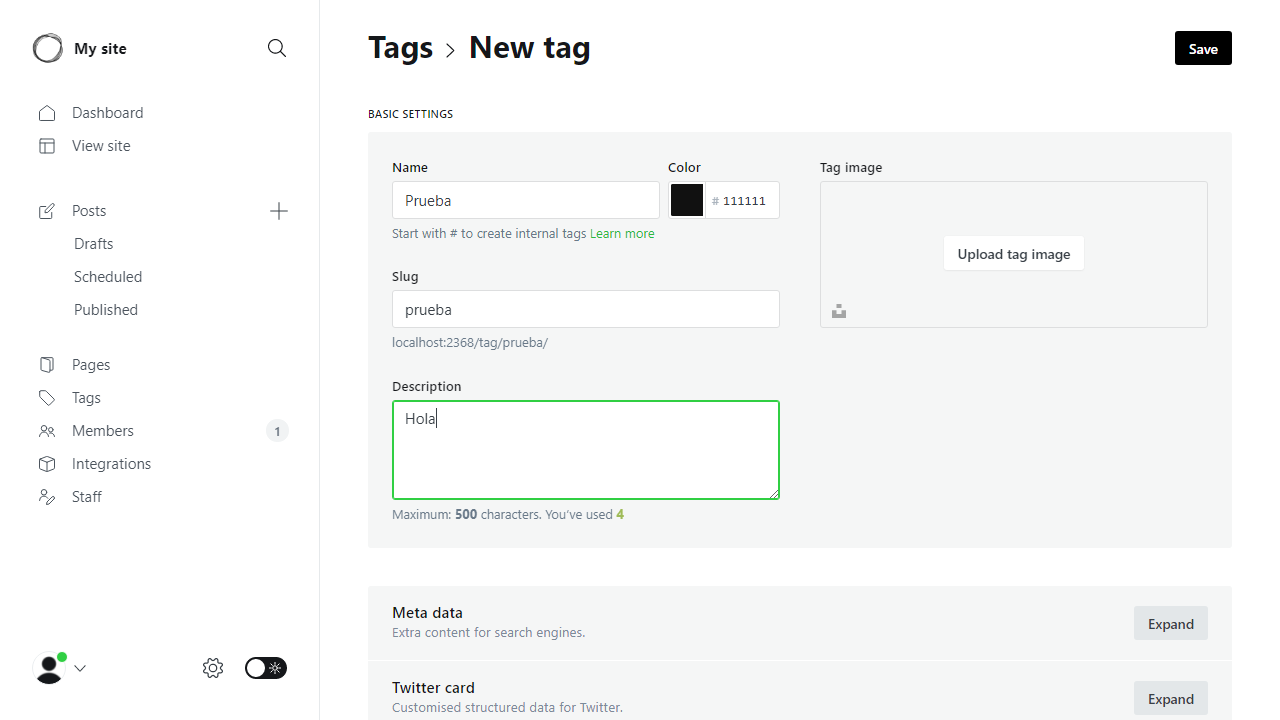 My site
Dashboard
View site
Posts
Drafts
Scheduled
Published
Pages
Tags
Members 1
Integrations
Staff
Tags New tag
Save
BASIC SETTINGS
Name
Prueba
Start with # to create internal tags Learn more
Color
# 111111
Slug
prueba
localhost:2368/tag/prueba/
Description
Hola
Maximum: 500 characters. You’ve used 4
Tag image
Upload tag image
Meta data
Extra content for search engines.
Expand
Twitter card
Customised structured data for Twitter.
Expand